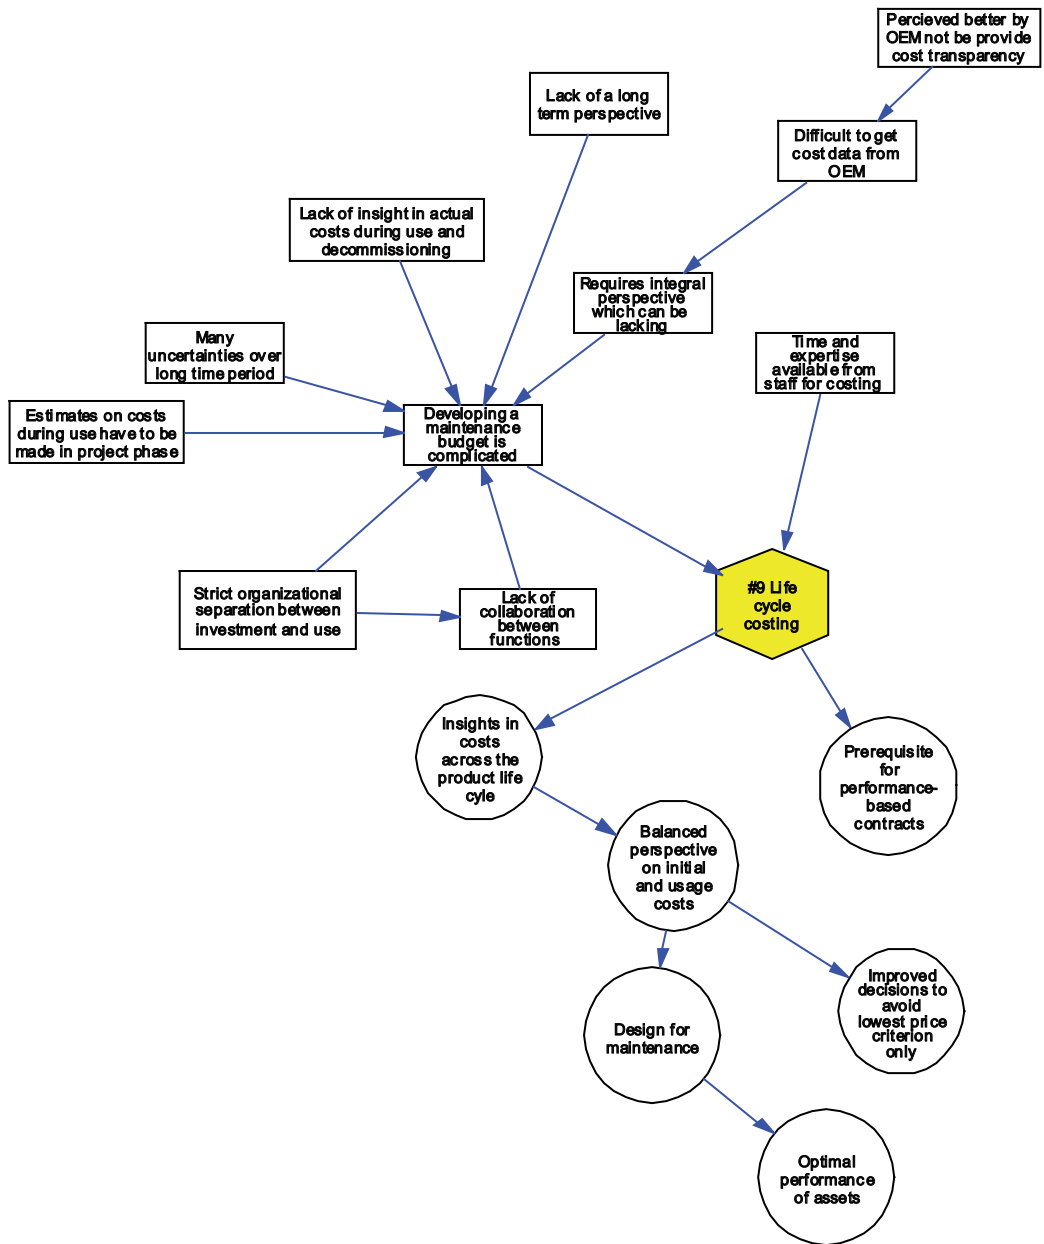 Percieved better by
OEM not be provide
cost transparency
Lack of a long
term perspective
Difficult to get
cost data from
OEM
Lack of insight in actual
costs during use and
decommissioning
Requires integral
perspective
which can be
lacking
Many
uncertainties over
long time period
Time and
expertise
available from
staff for costing
Estimates on costs
during use have to be
made in project phase
Developing a
maintenance
budget is
complicated
Strict organizational
separation between
investment and use
Lack of
collaboration
between
functions
#9 Life
cycle
costing
Insights in
costs
across the
product life
cyle
Prerequisite
for
performance-
based
contracts
Balanced
perspective
on initial
and usage
costs
Improved
decisions to
avoid
lowest price
criterion
only
Design for
maintenance
Optimal
performance
of assets